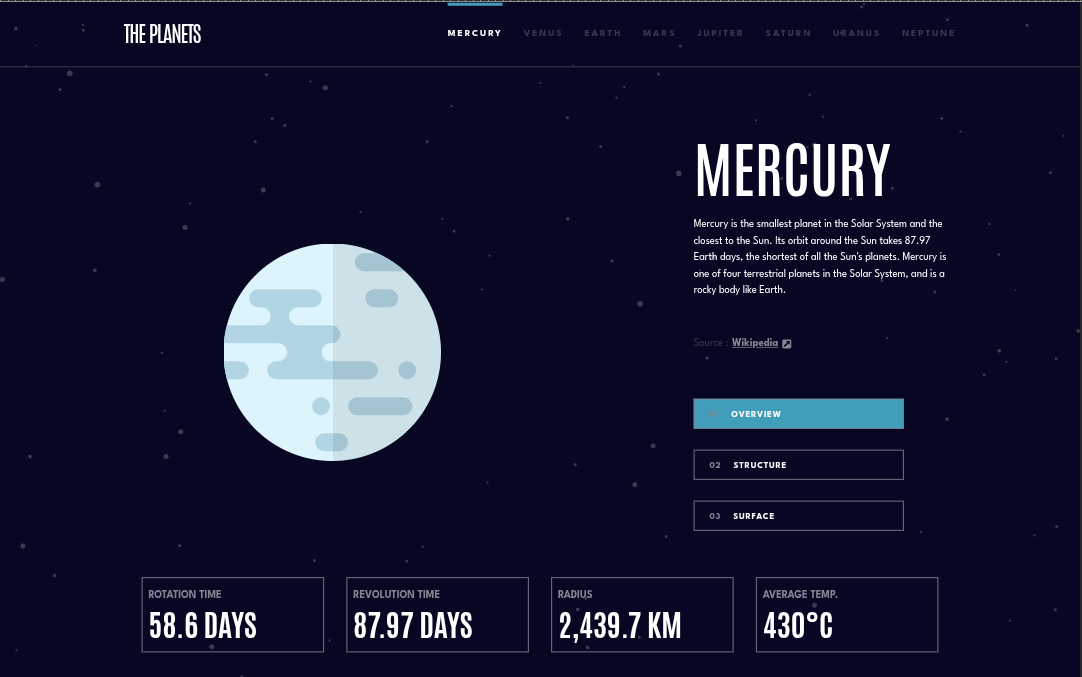 THE PLANETS
MERCURY VENUS EARTH MARS JUPITER SATURN URANUS NEPTUNE
MERCURY
Mercury is the smallest planet in the Solar System and the
closest to the Sun. Its orbit around the Sun takes 87.97
Earth days, the shortest of all the Sun's planets. Mercury is
one of four terrestrial planets in the Solar System, and is a
rocky body like Earth.
Source : Wikipedia
01 OVERVIEW
02 STRUCTURE
03 SURFACE
ROTATION TIME
58.6 DAYS
REVOLUTION TIME
87.97 DAYS
RADIUS
2,439.7 KM
AVERAGE TEMP.
430°C